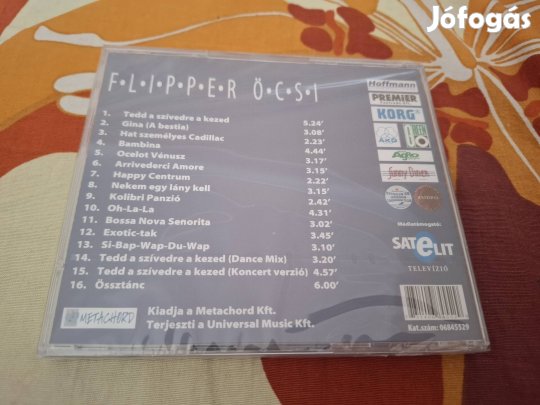 Jófogás
F•L•I•P•P•E•R Ö•C•S•I
1. Tedd a szívedre a kezed 5.24'
2. Gina (A bestia) 3.08'
3. Hat személyes Cadillac 2.23'
4. Bambina 4.44'
5. Ocelot Vénusz 3.17'
6. Arrivederci Amore 3.15'
7. Happy Centrum 2.22'
8. Nekem egy lány kell 3.15'
9. Kolibri Panzió 2.42'
10. Oh-La-La 4.31'
11. Bossa Nova Senorita 3.02'
12. Exotic-tak 3.45'
13. Si-Bap-Wap-Du-Wap 3.10'
14. Tedd a szívedre a kezed (Dance Mix) 3.20'
15. Tedd a szívedre a kezed (Koncert verzió) 4.57'
16. Össztánc 6.00'
Hoffmann
PREMIER
KORG
Médiatámogató:
SATELIT
TELEVÍZIÓ
METACHORD
Kiadja a Metachord Kft.
Terjeszti a Universal Music Kft.
Kat.szám: 06845529